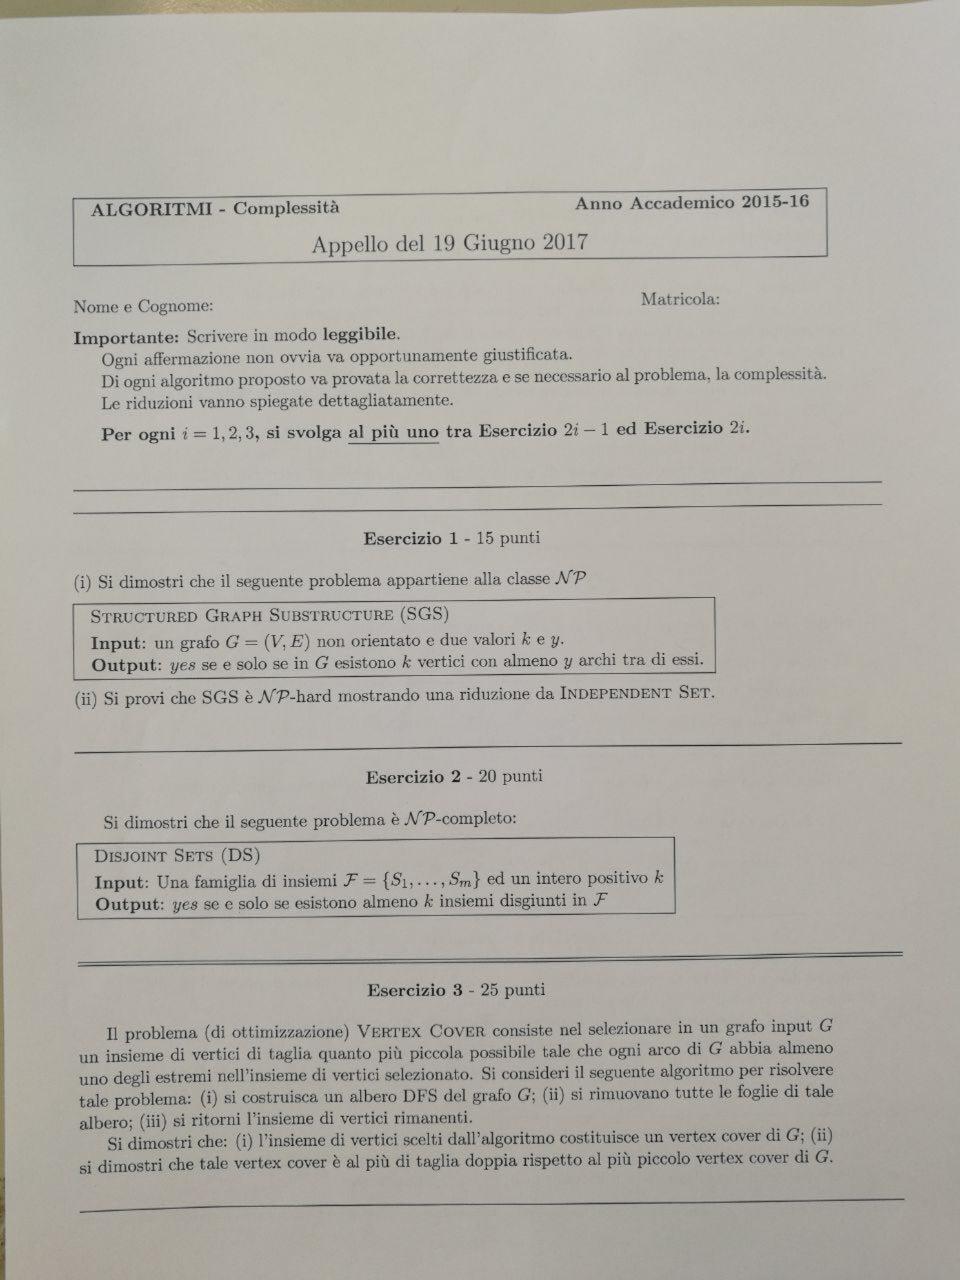 ALGORITMI - Complessità Anno Accademico 2015-16
Appello del 19 Giugno 2017
Nome e Cognome: Matricola:
Importante: Scrivere in modo leggibile.
Ogni affermazione non ovvia va opportunamente giustificata.
Di ogni algoritmo proposto va provata la correttezza e se necessario al problema, la complessità.
Le riduzioni vanno spiegate dettagliatamente.
Per ogni i = 1, 2, 3, si svolga al più uno tra Esercizio 2i − 1 ed Esercizio 2i.
Esercizio 1 - 15 punti
(i) Si dimostri che il seguente problema appartiene alla classe NP
STRUCTURED GRAPH SUBSTRUCTURE (SGS)
Input: un grafo G = (V, E) non orientato e due valori k e y.
Output: yes se e solo se in G esistono k vertici con almeno y archi tra di essi.
(ii) Si provi che SGS è NP-hard mostrando una riduzione da INDEPENDENT SET.
Esercizio 2 - 20 punti
Si dimostri che il seguente problema è NP-completo:
DISJOINT SETS (DS)
Input: Una famiglia di insiemi F = {S1, . . . , Sm} ed un intero positivo k
Output: yes se e solo se esistono almeno k insiemi disgiunti in F
Esercizio 3 - 25 punti
Il problema (di ottimizzazione) VERTEX COVER consiste nel selezionare in un grafo input G
un insieme di vertici di taglia quanto più piccola possibile tale che ogni arco di G abbia almeno
uno degli estremi nell'insieme di vertici selezionato. Si consideri il seguente algoritmo per risolvere
tale problema: (i) si costruisca un albero DFS del grafo G; (ii) si rimuovano tutte le foglie di tale
albero; (iii) si ritorni l'insieme di vertici rimanenti.
Si dimostri che: (i) l'insieme di vertici scelti dall'algoritmo costituisce un vertex cover di G; (ii)
si dimostri che tale vertex cover è al più di taglia doppia rispetto al più piccolo vertex cover di G.